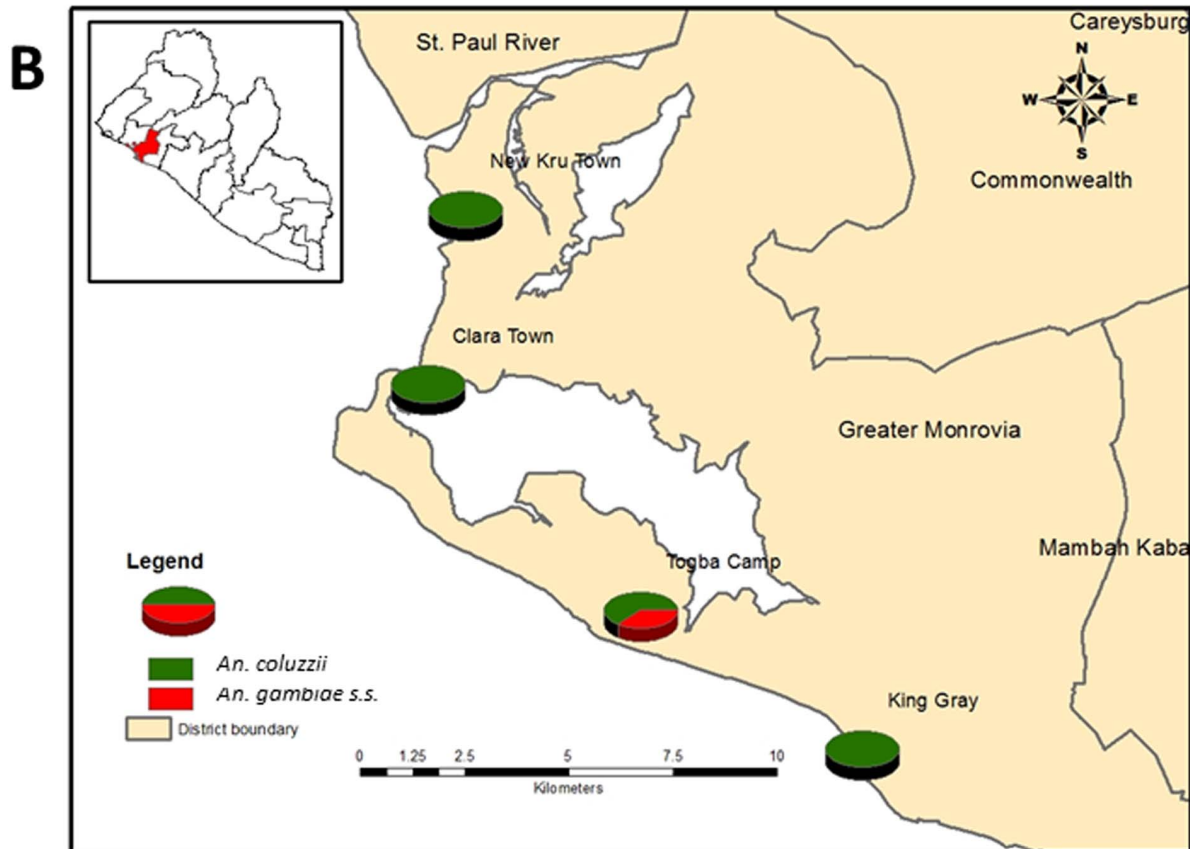 B
St. Paul River
Careysburg
N
W E
S
New Kru Town
Commonwealth
Clara Town
Greater Monrovia
Mambah Kaba
Togba Camp
King Gray
Legend
An. coluzzii
An. gambiae s.s.
District boundary
0 1.25 2.5 5 7.5 10
Kilometers